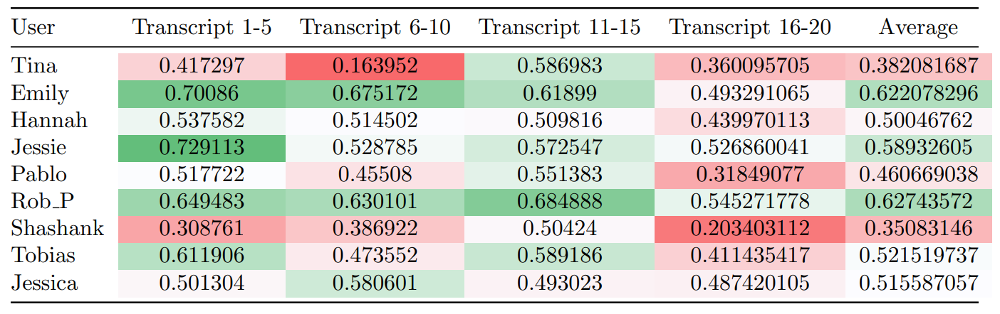 User Transcript 1-5 Transcript 6-10 Transcript 11-15 Transcript 16-20 Average
Tina 0.417297 0.163952 0.586983 0.360095705 0.382081687
Emily 0.70086 0.675172 0.61899 0.493291065 0.622078296
Hannah 0.537582 0.514502 0.509816 0.439970113 0.50046762
Jessie 0.729113 0.528785 0.572547 0.526860041 0.58932605
Pablo 0.517722 0.45508 0.551383 0.31849077 0.460669038
Rob_P 0.649483 0.630101 0.684888 0.545271778 0.62743572
Shashank 0.308761 0.386922 0.50424 0.203403112 0.35083146
Tobias 0.611906 0.473552 0.589186 0.411435417 0.521519737
Jessica 0.501304 0.580601 0.493023 0.487420105 0.515587057